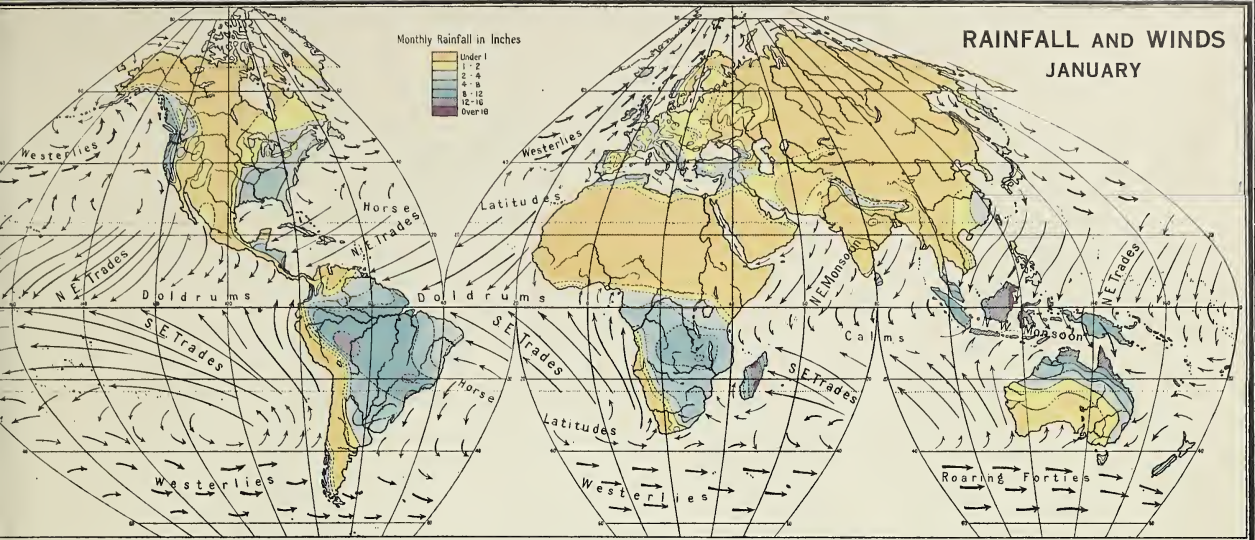 RAINFALL AND WINDS
JANUARY
Monthly Rainfall in Inches
Under 1
1 - 2
2 - 4
4 - 8
8 - 12
12-16
Over 16
Westerlies
Westerlies
Horse
Latitudes
N.E Trades
N E Trades
N E Monsoon
N E Trades
Doldrums
Doldrums
S E Trades
S E
Trades
Calms
W. Monsoon
S E Trades
Horse
Latitudes
Westerlies
Westerlies
Roaring Forties